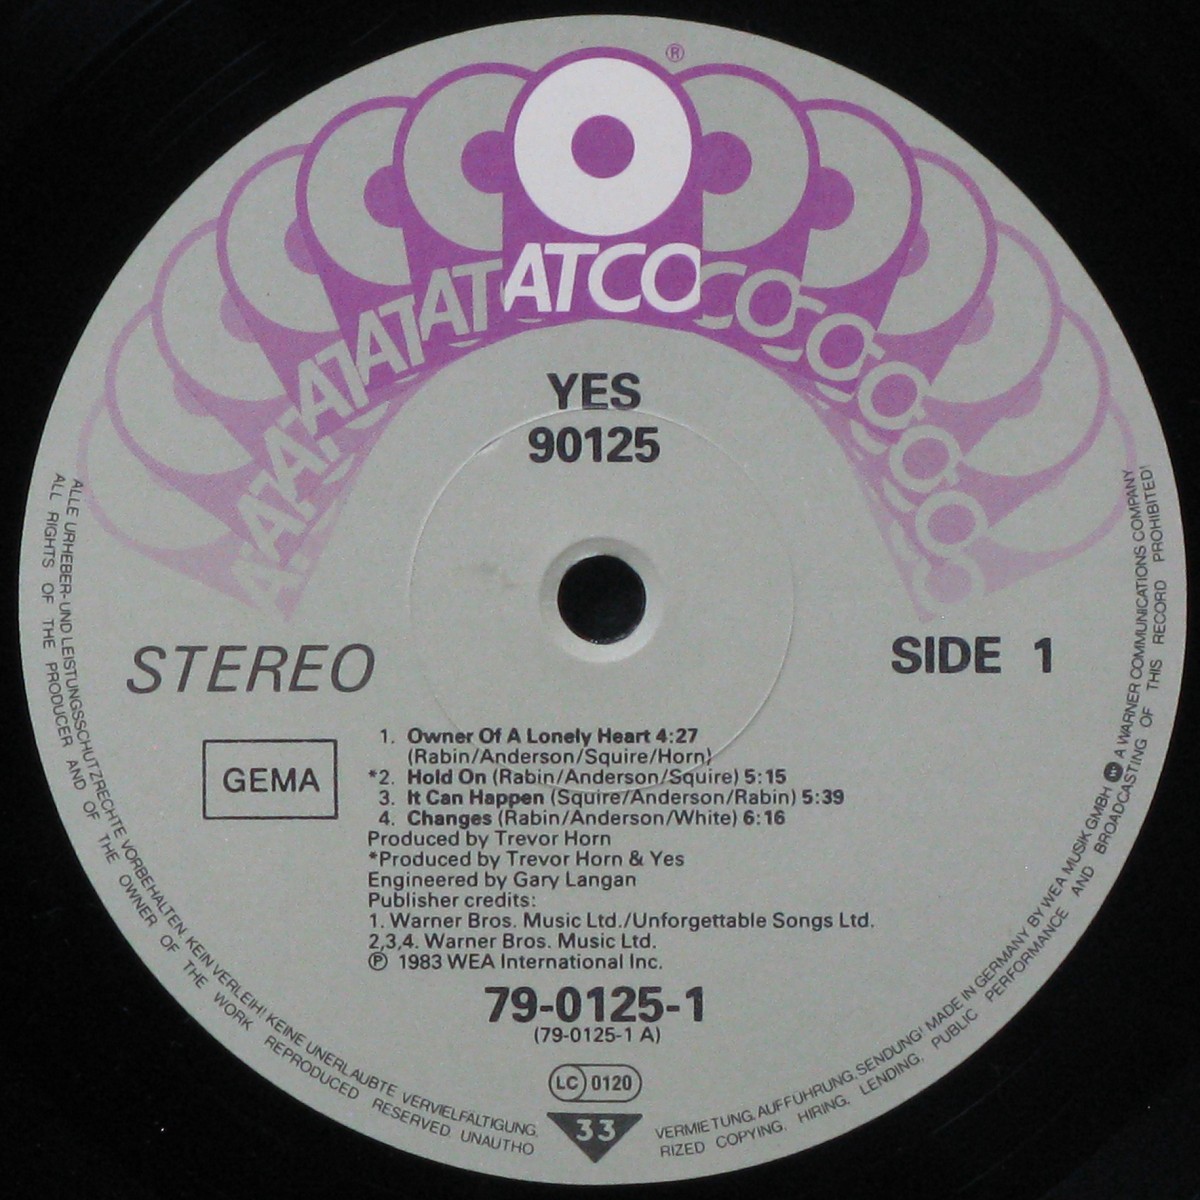 ®
ATCO
YES
90125
STEREO
SIDE 1
GEMA
1. Owner Of A Lonely Heart 4:27
(Rabin/Anderson/Squire/Horn)
*2. Hold On (Rabin/Anderson/Squire) 5:15
3. It Can Happen (Squire/Anderson/Rabin) 5:39
4. Changes (Rabin/Anderson/White) 6:16
Produced by Trevor Horn
*Produced by Trevor Horn & Yes
Engineered by Gary Langan
Publisher credits:
1. Warner Bros. Music Ltd./Unforgettable Songs Ltd.
2,3,4. Warner Bros. Music Ltd.
℗ 1983 WEA International Inc.
79-0125-1
(79-0125-1 A)
LC 0120
33
ALLE URHEBER- UND LEISTUNGSSCHUTZRECHTE VORBEHALTEN. KEIN VERLEIH! KEINE UNERLAUBTE VERVIELFÄLTIGUNG, VERMIETUNG, AUFFÜHRUNG, SENDUNG! MADE IN GERMANY BY WEA MUSIK GMBH A WARNER COMMUNICATIONS COMPANY
ALL RIGHTS OF THE PRODUCER AND OF THE OWNER OF THE WORK REPRODUCED RESERVED. UNAUTHORIZED COPYING, HIRING, LENDING, PUBLIC PERFORMANCE AND BROADCASTING OF THIS RECORD PROHIBITED!